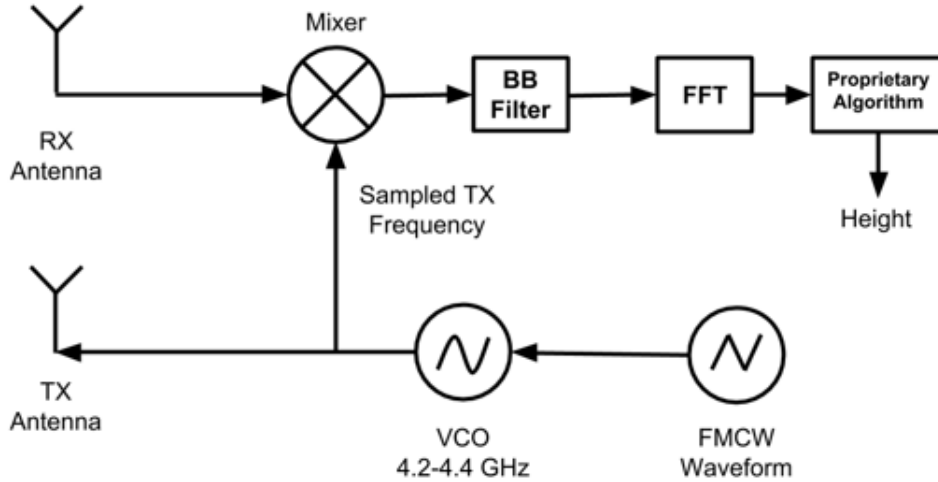 Mixer
BB
Filter
FFT
Proprietary
Algorithm
RX
Antenna
Sampled TX
Frequency
Height
TX
Antenna
VCO
4.2-4.4 GHz
FMCW
Waveform